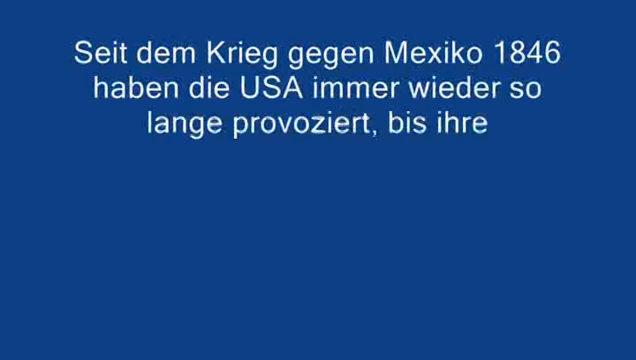 Seit dem Krieg gegen Mexiko 1846
haben die USA immer wieder so
lange provoziert, bis ihre